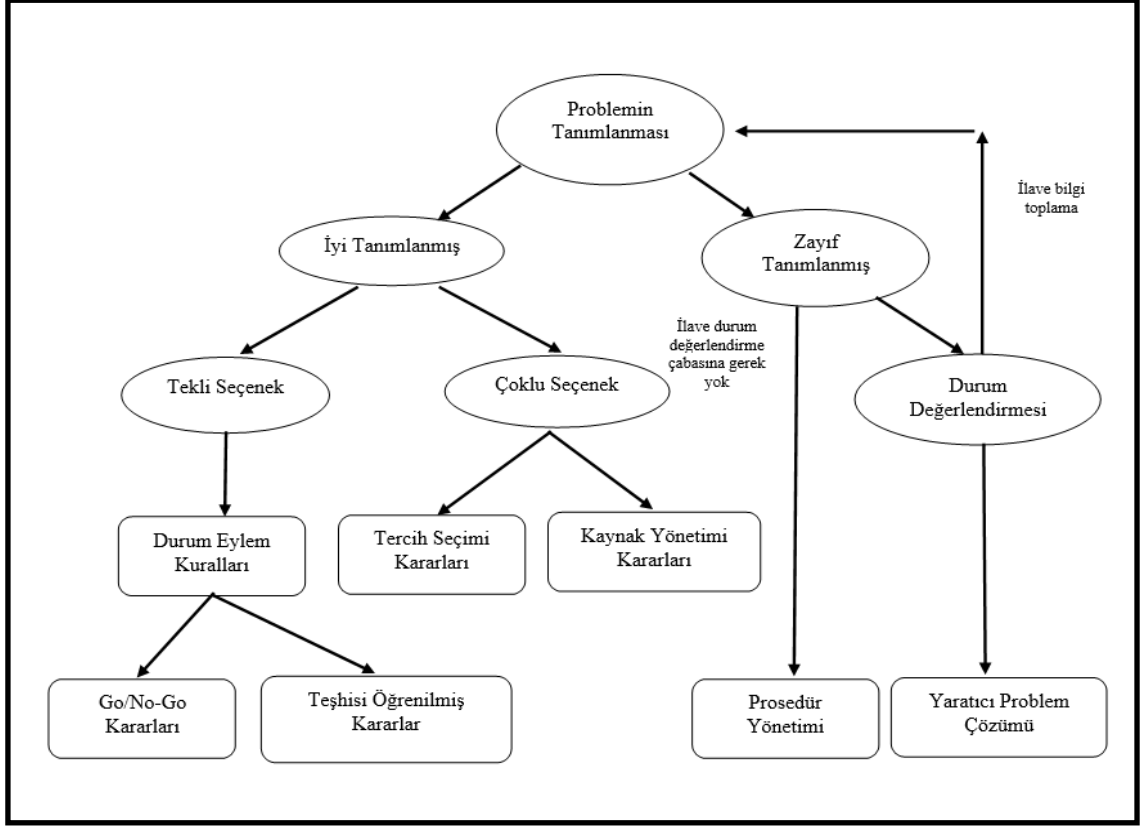 Problemin
Tanımlanması
İlave bilgi
toplama
İyi Tanımlanmış
Zayıf
Tanımlanmış
İlave durum
değerlendirme
çabasına gerek
yok
Tekli Seçenek
Çoklu Seçenek
Durum
Değerlendirmesi
Durum Eylem
Kuralları
Tercih Seçimi
Kararları
Kaynak Yönetimi
Kararları
Go/No-Go
Kararları
Teşhisi Öğrenilmiş
Kararlar
Prosedür
Yönetimi
Yaratıcı Problem
Çözümü